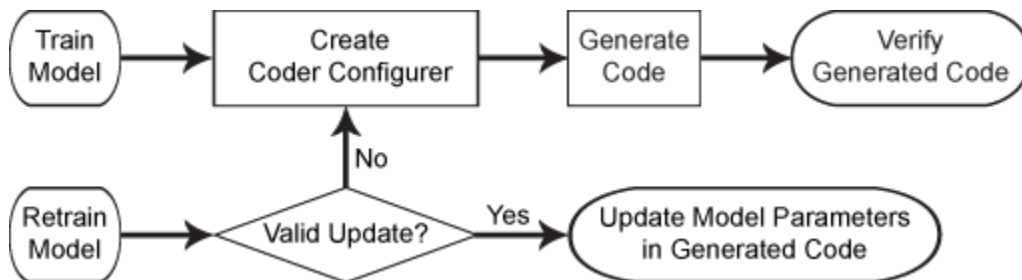 Train
Model
Create
Coder Configurer
Generate
Code
Verify
Generated Code
No
Retrain
Model
Valid Update?
Yes
Update Model Parameters
in Generated Code